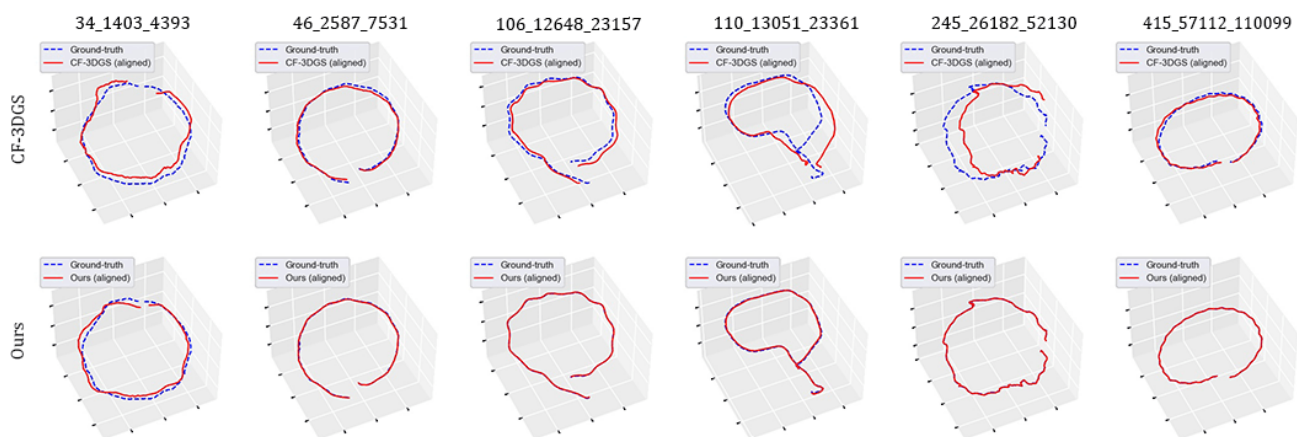 34_1403_4393 46_2587_7531 106_12648_23157 110_13051_23361 245_26182_52130 415_57112_110099
CF-3DGS
Ground-truth Ground-truth Ground-truth Ground-truth Ground-truth Ground-truth
CF-3DGS (aligned) CF-3DGS (aligned) CF-3DGS (aligned) CF-3DGS (aligned) CF-3DGS (aligned) CF-3DGS (aligned)
Ours
Ground-truth Ground-truth Ground-truth Ground-truth Ground-truth Ground-truth
Ours (aligned) Ours (aligned) Ours (aligned) Ours (aligned) Ours (aligned) Ours (aligned)